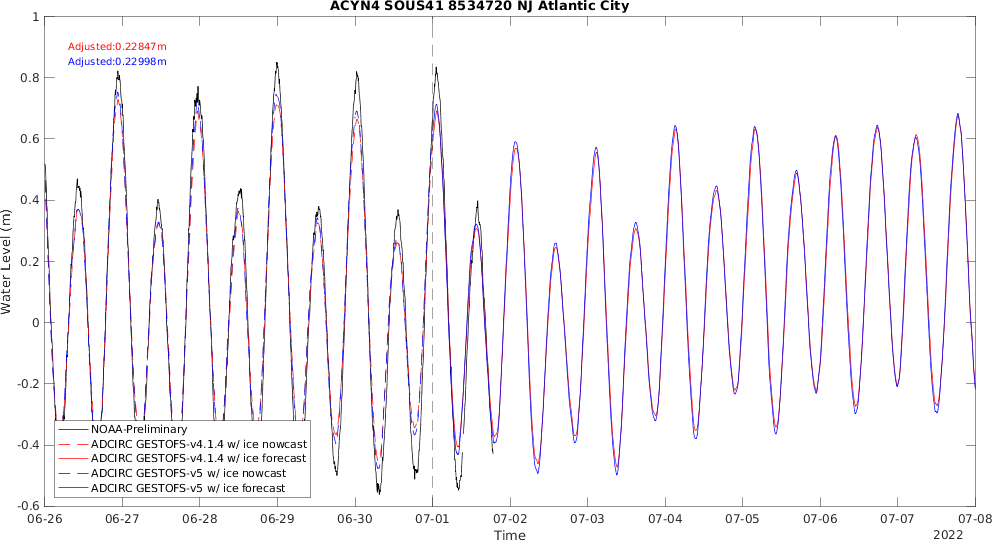 ACYN4 SOUS41 8534720 NJ Atlantic City
Adjusted:0.22847m
Adjusted:0.22998m
Water Level (m)
1
0.8
0.6
0.4
0.2
0
-0.2
-0.4
-0.6
NOAA-Preliminary
ADCIRC GESTOFS-v4.1.4 w/ ice nowcast
ADCIRC GESTOFS-v4.1.4 w/ ice forecast
ADCIRC GESTOFS-v5 w/ ice nowcast
ADCIRC GESTOFS-v5 w/ ice forecast
06-26 06-27 06-28 06-29 06-30 07-01 07-02 07-03 07-04 07-05 07-06 07-07 07-08
Time
2022